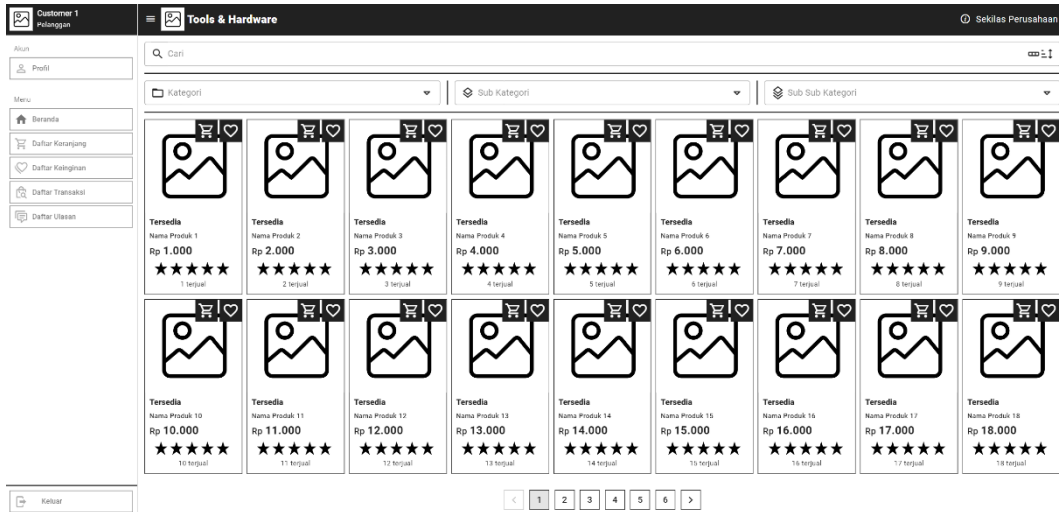 Customer 1
Pelanggan
Tools & Hardware
Sekilas Perusahaan
Akun
Profil
Menu
Beranda
Daftar Keranjang
Daftar Keinginan
Daftar Transaksi
Daftar Ulasan
Keluar
Cari
Kategori
Sub Kategori
Sub Sub Kategori
Tersedia
Nama Produk 1
Rp 1.000
1 terjual
Tersedia
Nama Produk 2
Rp 2.000
2 terjual
Tersedia
Nama Produk 3
Rp 3.000
3 terjual
Tersedia
Nama Produk 4
Rp 4.000
4 terjual
Tersedia
Nama Produk 5
Rp 5.000
5 terjual
Tersedia
Nama Produk 6
Rp 6.000
6 terjual
Tersedia
Nama Produk 7
Rp 7.000
7 terjual
Tersedia
Nama Produk 8
Rp 8.000
8 terjual
Tersedia
Nama Produk 9
Rp 9.000
9 terjual
Tersedia
Nama Produk 10
Rp 10.000
10 terjual
Tersedia
Nama Produk 11
Rp 11.000
11 terjual
Tersedia
Nama Produk 12
Rp 12.000
12 terjual
Tersedia
Nama Produk 13
Rp 13.000
13 terjual
Tersedia
Nama Produk 14
Rp 14.000
14 terjual
Tersedia
Nama Produk 15
Rp 15.000
15 terjual
Tersedia
Nama Produk 16
Rp 16.000
16 terjual
Tersedia
Nama Produk 17
Rp 17.000
17 terjual
Tersedia
Nama Produk 18
Rp 18.000
18 terjual
< 1 2 3 4 5 6 >